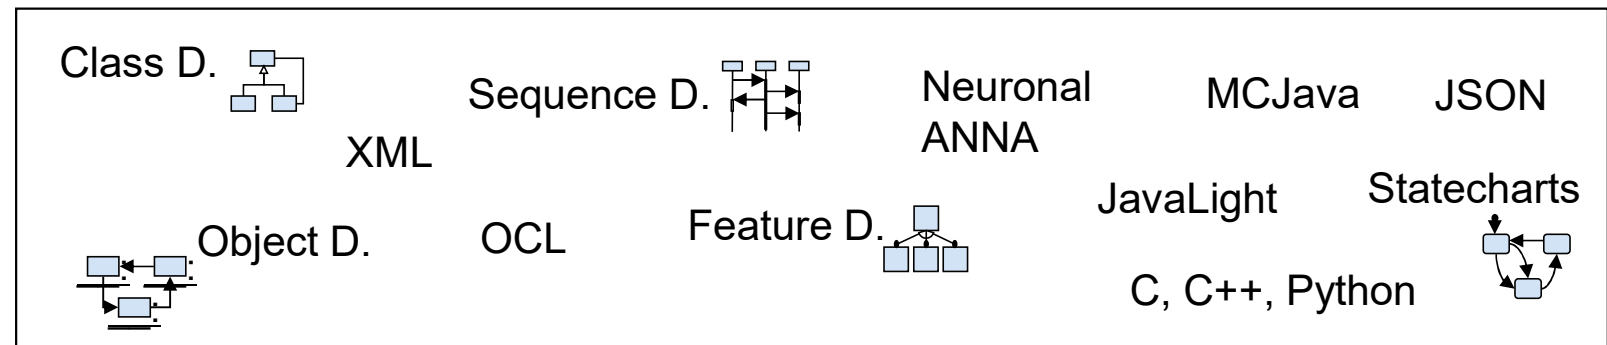 Class D.
Sequence D.
Neuronal
ANNA
MCJava
JSON
XML
JavaLight
Statecharts
Object D.
OCL
Feature D.
C, C++, Python